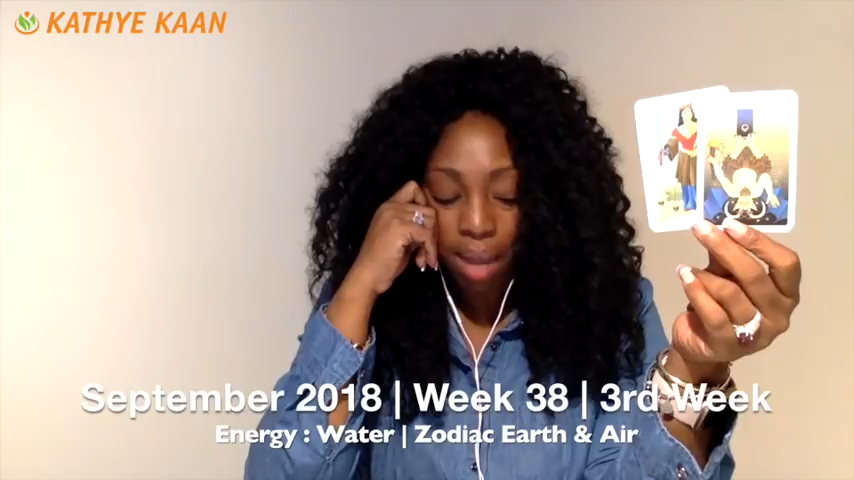 KATHYE KAAN
September 2018 | Week 38 | 3rd Week
Energy : Water | Zodiac Earth & Air